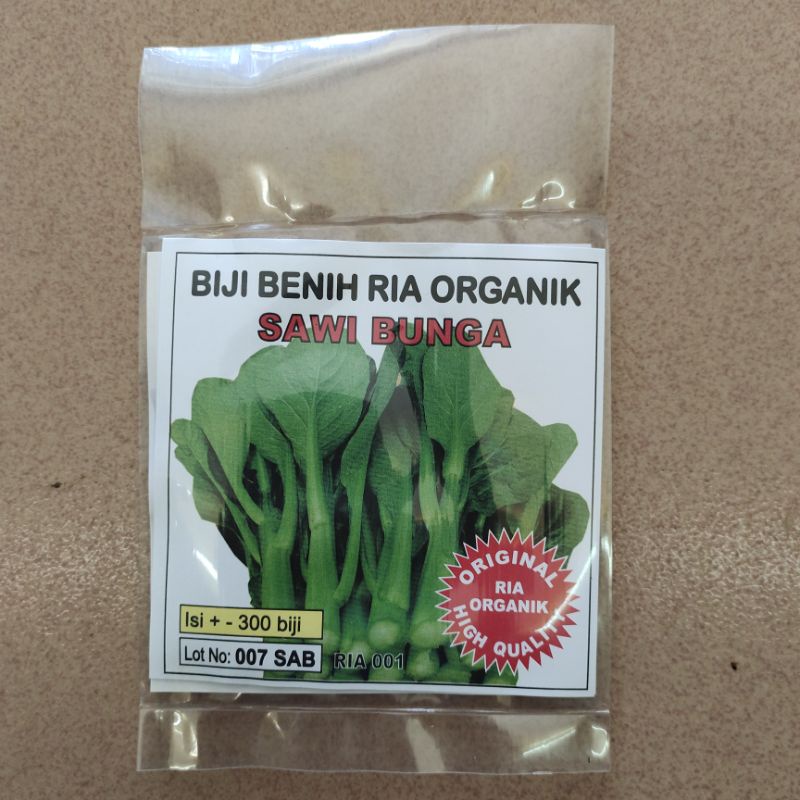 BIJI BENIH RIA ORGANIK
SAWI BUNGA
ORIGINAL
RIA
ORGANIK
HIGH QUALITY
Isi + - 300 biji
Lot No: 007 SAB
RIA 001